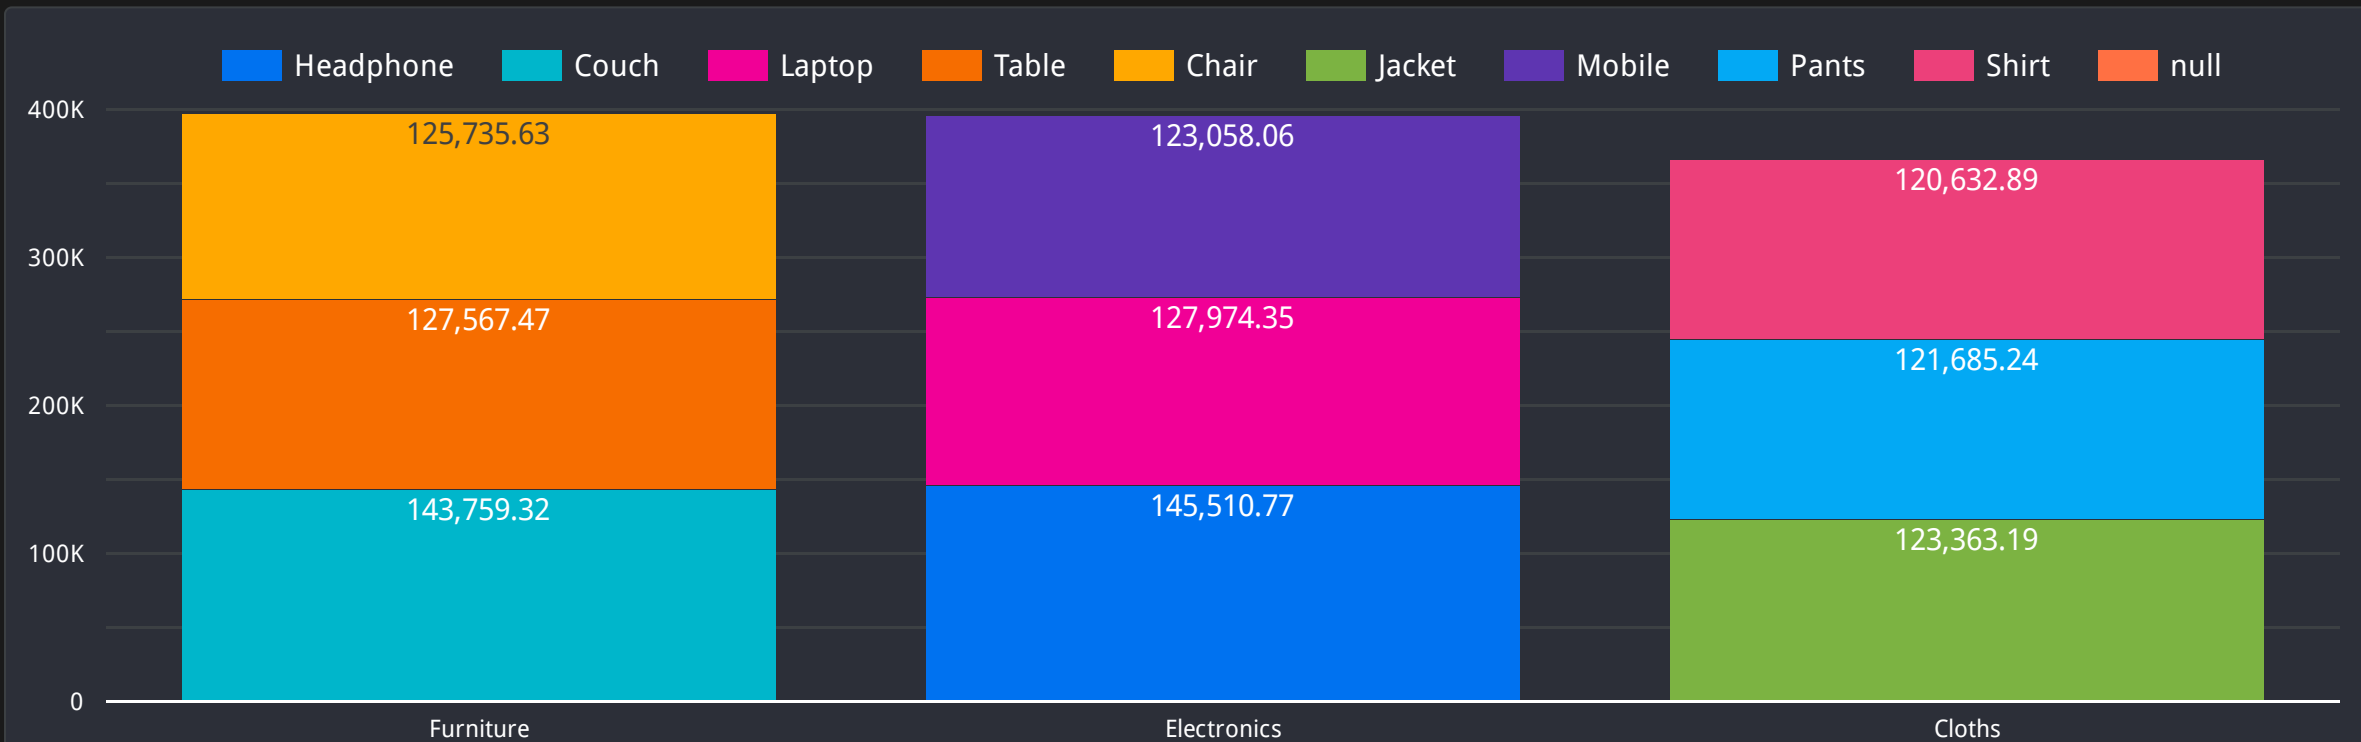 Headphone Couch Laptop Table Chair Jacket Mobile Pants Shirt null
400K
125,735.63 123,058.06
120,632.89
300K
127,567.47 127,974.35
121,685.24
200K
143,759.32 145,510.77
123,363.19
100K
0
Furniture Electronics Cloths